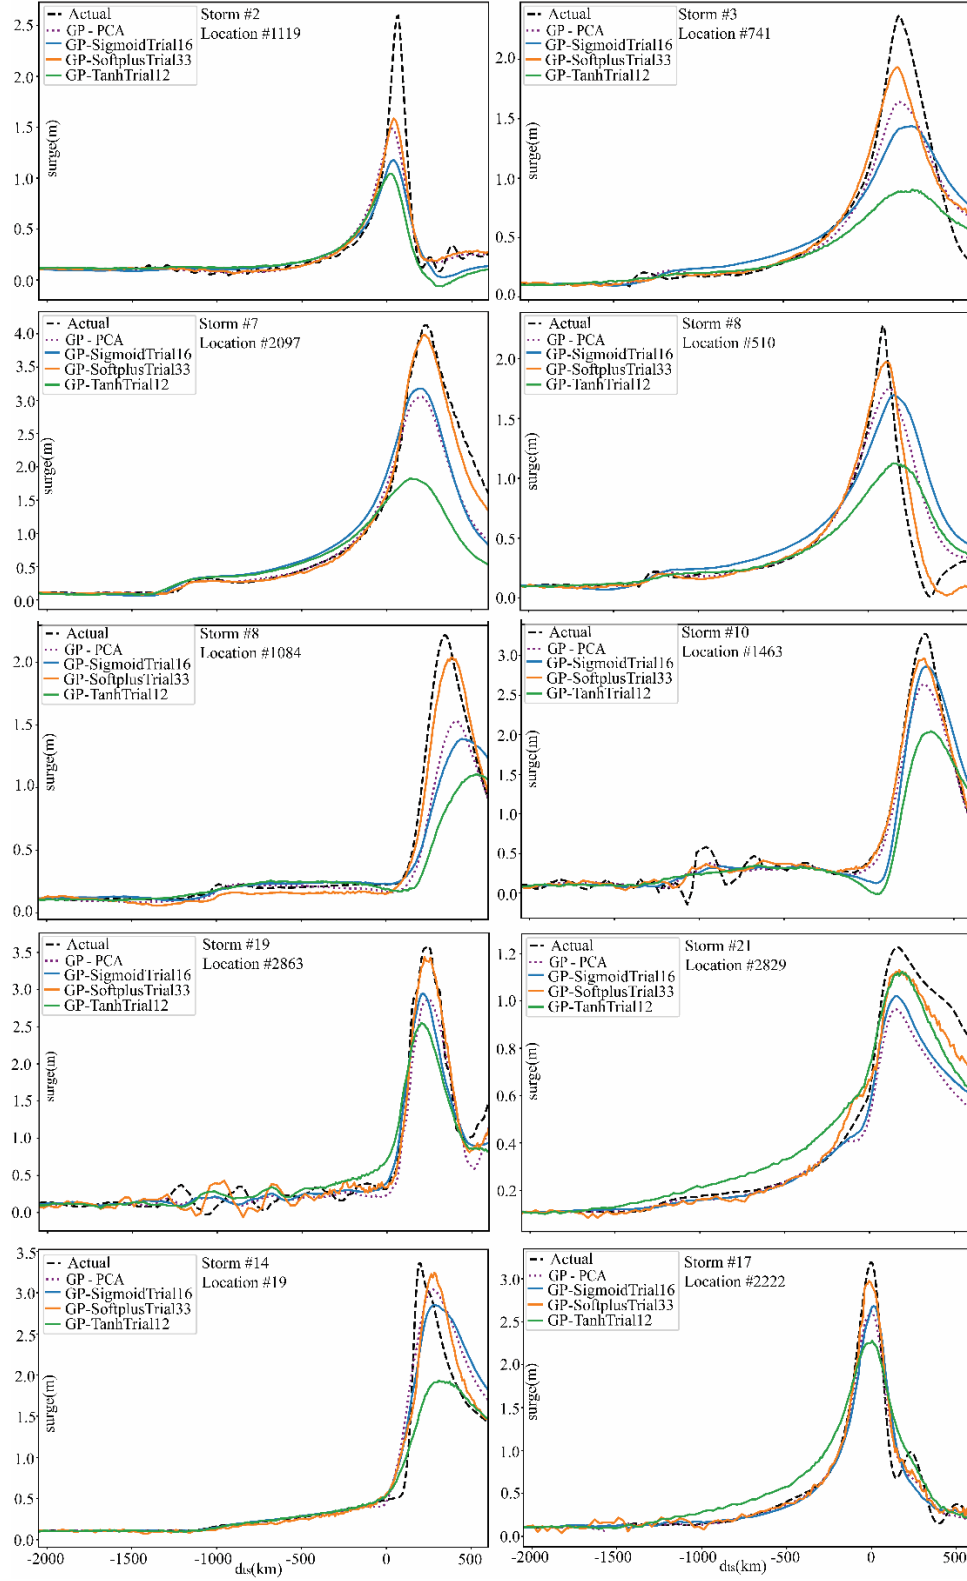 Actual
GP - PCA
GP-SigmoidTrial16
GP-SoftplusTrial33
GP-TanhTrial12
Storm #2
Location #1119
surge(m)
2.5
2.0
1.5
1.0
0.5
0.0
Actual
GP - PCA
GP-SigmoidTrial16
GP-SoftplusTrial33
GP-TanhTrial12
Storm #3
Location #741
surge(m)
2.0
1.5
1.0
0.5
0.0
Actual
GP - PCA
GP-SigmoidTrial16
GP-SoftplusTrial33
GP-TanhTrial12
Storm #7
Location #2097
surge(m)
4.0
3.0
2.0
1.5
1.0
0.5
0.0
Actual
GP - PCA
GP-SigmoidTrial16
GP-SoftplusTrial33
GP-TanhTrial12
Storm #8
Location #510
surge(m)
2.0
1.5
1.0
0.5
0.0
Actual
GP - PCA
GP-SigmoidTrial16
GP-SoftplusTrial33
GP-TanhTrial12
Storm #8
Location #1084
surge(m)
2.0
1.5
1.0
0.5
0.0
Actual
GP - PCA
GP-SigmoidTrial16
GP-SoftplusTrial33
GP-TanhTrial12
Storm #10
Location #1463
surge(m)
3.0
2.5
2.0
1.5
1.0
0.5
0.0
Actual
GP - PCA
GP-SigmoidTrial16
GP-SoftplusTrial33
GP-TanhTrial12
Storm #19
Location #2863
surge(m)
3.5
3.0
2.5
2.0
1.5
1.0
0.5
0.0
Actual
GP - PCA
GP-SigmoidTrial16
GP-SoftplusTrial33
GP-TanhTrial12
Storm #21
Location #2829
surge(m)
1.2
1.0
0.8
0.6
0.4
0.2
Actual
GP - PCA
GP-SigmoidTrial16
GP-SoftplusTrial33
GP-TanhTrial12
Storm #14
Location #19
surge(m)
3.5
3.0
2.5
2.0
1.5
1.0
0.5
0.0
-2000 -1500 -1000 -500 0 500
dts(km)
Actual
GP - PCA
GP-SigmoidTrial16
GP-SoftplusTrial33
GP-TanhTrial12
Storm #17
Location #2222
surge(m)
3.0
2.5
2.0
1.5
1.0
0.5
0.0
-2000 -1500 -1000 -500 0 500
dts(km)